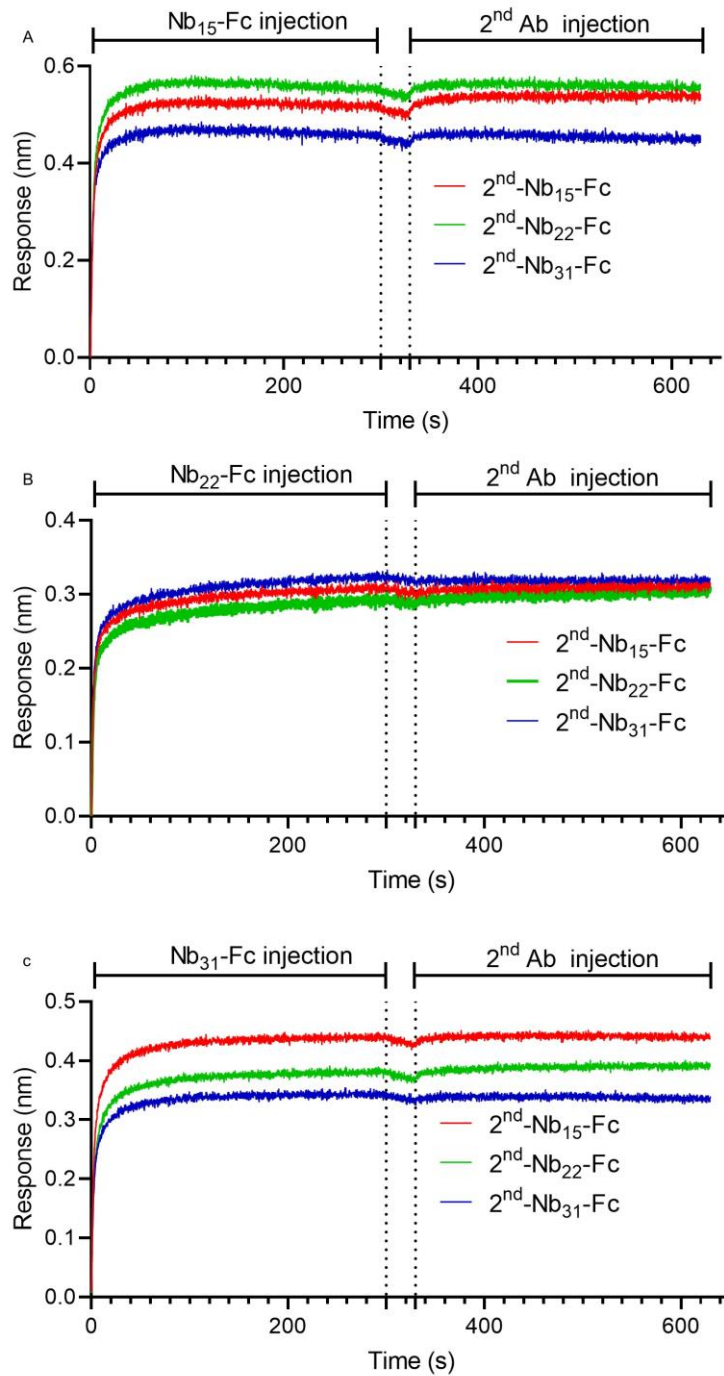 A
Nb15-Fc injection
2nd Ab injection
0.6
0.4
0.2
0.0
Response (nm)
2nd-Nb15-Fc
2nd-Nb22-Fc
2nd-Nb31-Fc
0
200
400
600
Time (s)
B
Nb22-Fc injection
2nd Ab injection
0.4
0.3
0.2
0.1
0.0
Response (nm)
2nd-Nb15-Fc
2nd-Nb22-Fc
2nd-Nb31-Fc
0
200
400
600
Time (s)
c
Nb31-Fc injection
2nd Ab injection
0.5
0.4
0.3
0.2
0.1
0.0
Response (nm)
2nd-Nb15-Fc
2nd-Nb22-Fc
2nd-Nb31-Fc
0
200
400
600
Time (s)